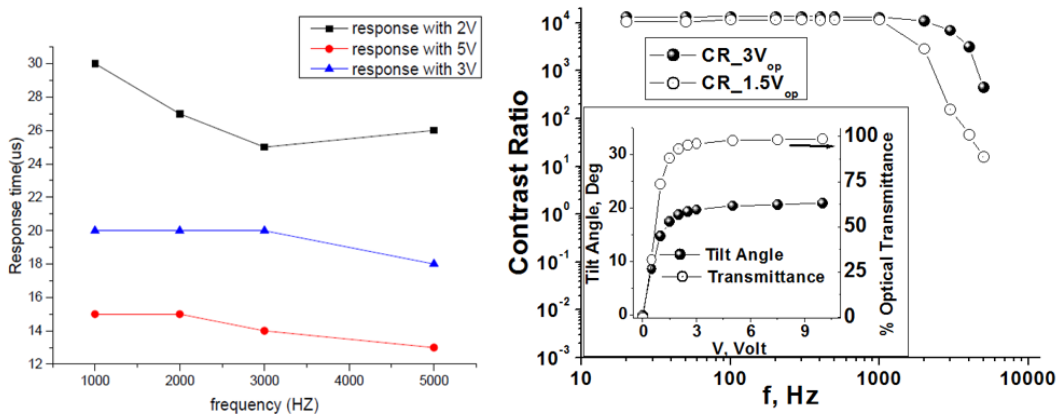 response with 2V
response with 5V
response with 3V
30
28
26
24
22
20
18
16
14
12
Response time(us)
1000
2000
3000
4000
5000
frequency (HZ)
10^5
10^4
10^3
10^2
10^1
10^0
10^-1
10^-2
10^-3
Contrast Ratio
CR_3V_op
CR_1.5V_op
30
20
10
0
Tilt Angle, Deg
100
75
50
25
0
% Optical Transmittance
Tilt Angle
Transmittance
0
3
6
9
V, Volt
10
100
1000
10000
f, Hz